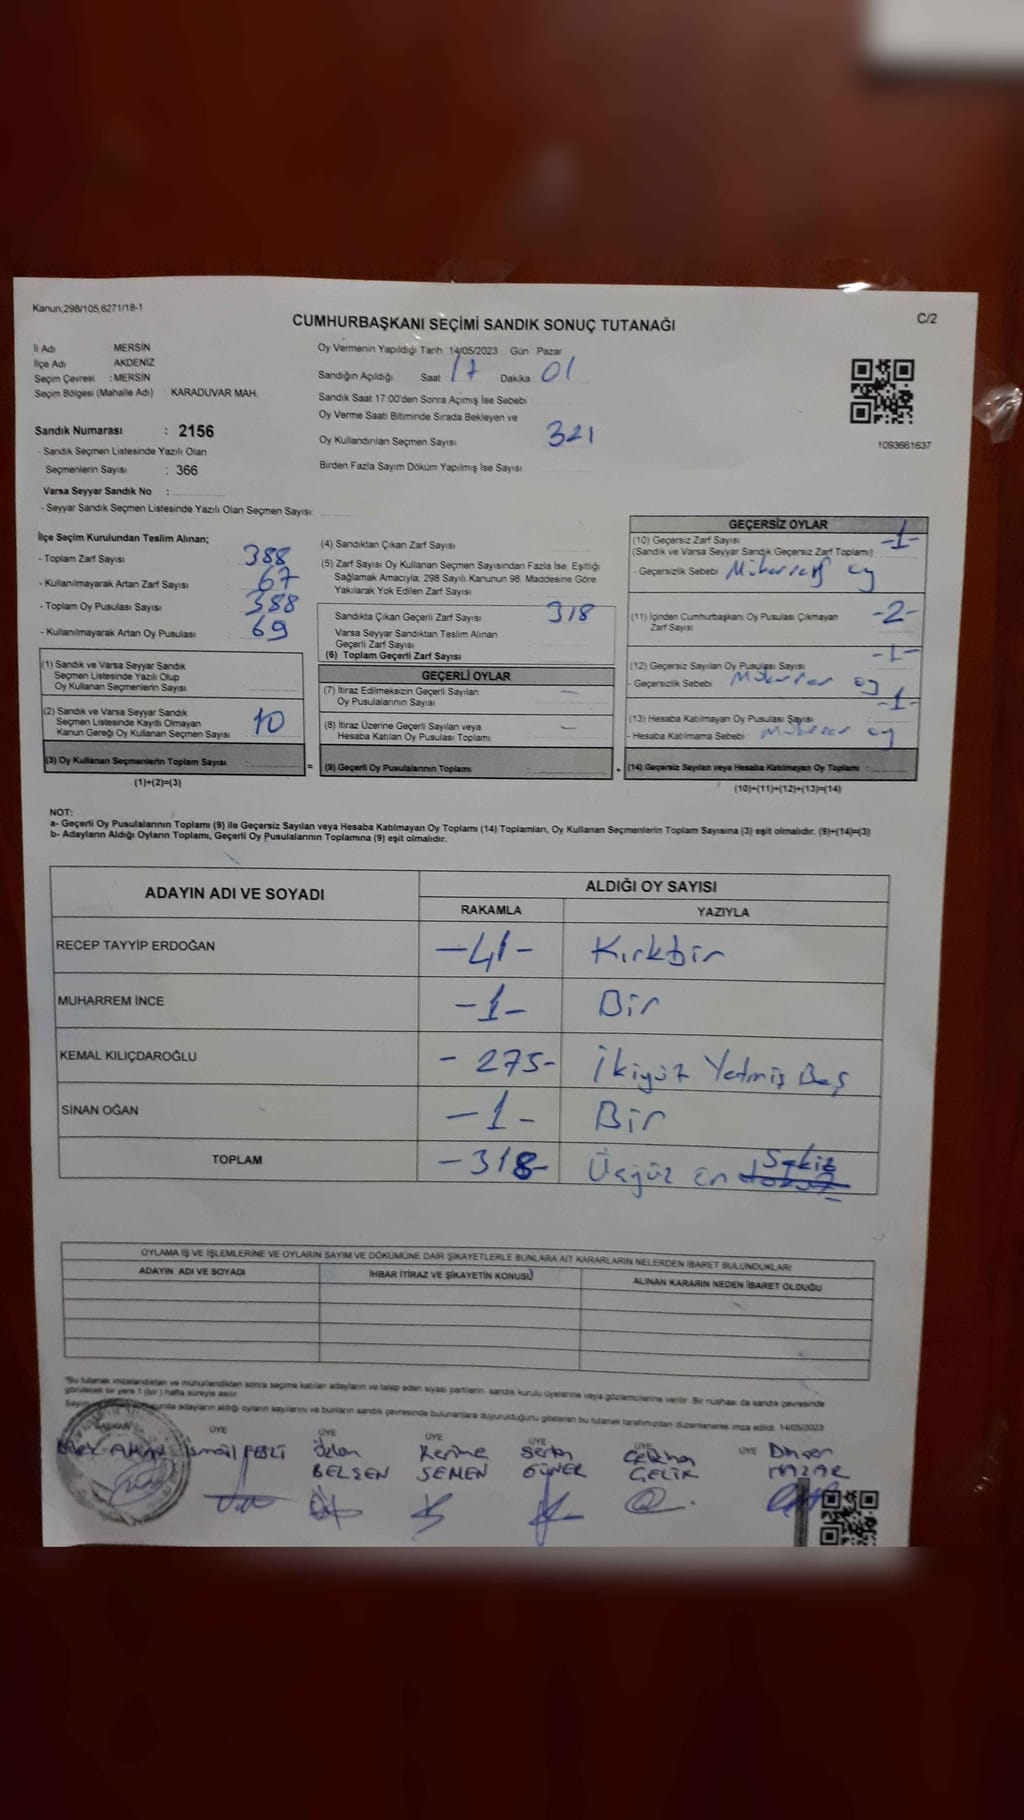 Kanun,298/105,6271/18-1
CUMHURBAŞKANI SEÇİMİ SANDIK SONUÇ TUTANAĞI
C/2
İl Adı MERSİN
İlçe Adı AKDENİZ
Seçim Çevresi : MERSİN
Seçim Bölgesi (Mahalle Adı) KARADUVAR MAH.
Sandık Numarası : 2156
- Sandık Seçmen Listesinde Yazılı Olan
Seçmenlerin Sayısı : 366
Varsa Seyyar Sandık No :
- Seyyar Sandık Seçmen Listesinde Yazılı Olan Seçmen Sayısı
Oy Vermenin Yapıldığı Tarih 14/05/2023 Gün Pazar
Sandığın Açıldığı Saat 17 Dakika 01
Sandık Saat 17:00'den Sonra Açımış İse Sebebi
Oy Verme Saati Bitiminde Sırada Bekleyen ve
Oy Kullandırılan Seçmen Sayısı 321
Birden Fazla Sayım Döküm Yapılmış İse Sayısı
1093661637
İlçe Seçim Kurulundan Teslim Alınan;
- Toplam Zarf Sayısı : 388
- Kullanılmayarak Artan Zarf Sayısı : 67
- Toplam Oy Pusulası Sayısı : 388
- Kullanılmayarak Artan Oy Pusulası : 69
(1) Sandık ve Varsa Seyyar Sandık
Seçmen Listesinde Yazılı Olup
Oy Kullanan Seçmenlerin Sayısı
(2) Sandık ve Varsa Seyyar Sandık
Seçmen Listesinde Kayıtlı Olmayan
Kanun Gereği Oy Kullanan Seçmen Sayısı : 10
(3) Oy Kullanan Seçmenlerin Toplam Sayısı :
(1)+(2)=(3)
(4) Sandıktan Çıkan Zarf Sayısı
(5) Zarf Sayısı Oy Kullanan Seçmen Sayısından Fazla İse, Eşitliği
Sağlamak Amacıyla, 298 Sayılı Kanunun 98. Maddesine Göre
Yakılarak Yok Edilen Zarf Sayısı
Sandıkta Çıkan Geçerli Zarf Sayısı 318
Varsa Seyyar Sandıktan Teslim Alınan
Geçerli Zarf Sayısı
(6) Toplam Geçerli Zarf Sayısı
GEÇERLİ OYLAR
(7) İtiraz Edilmeksizin Geçerli Sayılan —
Oy Pusulasının Sayısı
(8) İtiraz Üzerine Geçerli Sayılan veya —
Hesaba Katılan Oy Pusulası Toplamı
= (9) Geçerli Oy Pusulalarının Toplamı :
GEÇERSİZ OYLAR
(10) Geçersiz Zarf Sayısı -1-
(Sandık ve Varsa Seyyar Sandık Geçersiz Zarf Toplamı)
- Geçersizlik Sebebi Mükerrer oy
(11) İçinden Cumhurbaşkanı Oy Pusulası Çıkmayan -2-
Zarf Sayısı
(12) Geçersiz Sayılan Oy Pusulası Sayısı -1-
- Geçersizlik Sebebi Mükerrer oy
(13) Hesaba Katılmayan Oy Pusulası Sayısı -1-
- Hesaba Katılmama Sebebi : Mükerrer oy
+ (14) Geçersiz Sayılan veya Hesaba Katılmayan Oy Toplamı :
(10)+(11)+(12)+(13)=(14)
NOT:
a- Geçerli Oy Pusulalarının Toplamı (9) ile Geçersiz Sayılan veya Hesaba Katılmayan Oy Toplamı (14) Toplamları, Oy Kullanan Seçmenlerin Toplam Sayısına (3) eşit olmalıdır. (9)+(14)=(3)
b- Adayların Aldığı Oyların Toplamı, Geçerli Oy Pusulalarının Toplamına (9) eşit olmalıdır.
ADAYIN ADI VE SOYADI ALDIĞI OY SAYISI
RAKAMLA YAZIYLA
RECEP TAYYİP ERDOĞAN -41- Kırkbir
MUHARREM İNCE -1- Bir
KEMAL KILIÇDAROĞLU -275- İkiyüz Yetmiş Beş
SİNAN OĞAN -1- Bir
TOPLAM -318- Üçyüz on Sekiz
OYLAMA İŞ VE İŞLEMLERİNE VE OYLARIN SAYIM VE DÖKÜMÜNE DAİR ŞİKAYETLERLE BUNLARA AİT KARARLARIN NELERDEN İBARET BULUNDUKLARI
ADAYIN ADI VE SOYADI İHBAR İTİRAZ VE ŞİKAYETİN KONUSU ALINAN KARARIN NEDEN İBARET OLDUĞU
"Bu tutanak imzalandıktan ve mühürlendikten sonra seçime katılan adayların ve talep eden siyasi partilerin sandık kurulu üyelerine veya gözlemcilerine verilir. Bir nüshası da sandık çevresinde
görülecek bir yere 1 (bir) hafta süreyle asılır.
adayların aldığı oyların sayılarını ve bunların sandık çevresinde bulunanlara duyurulduğunu gösteren bu tutanak tarafımızdan düzenlenerek imza edildi. 14/05/2023
BAŞKAN ÜYE ÜYE ÜYE ÜYE ÜYE ÜYE
İsmail Özlen Kerime Serkan Gökhan
BELSEN SEMEN GÜNER GELİR